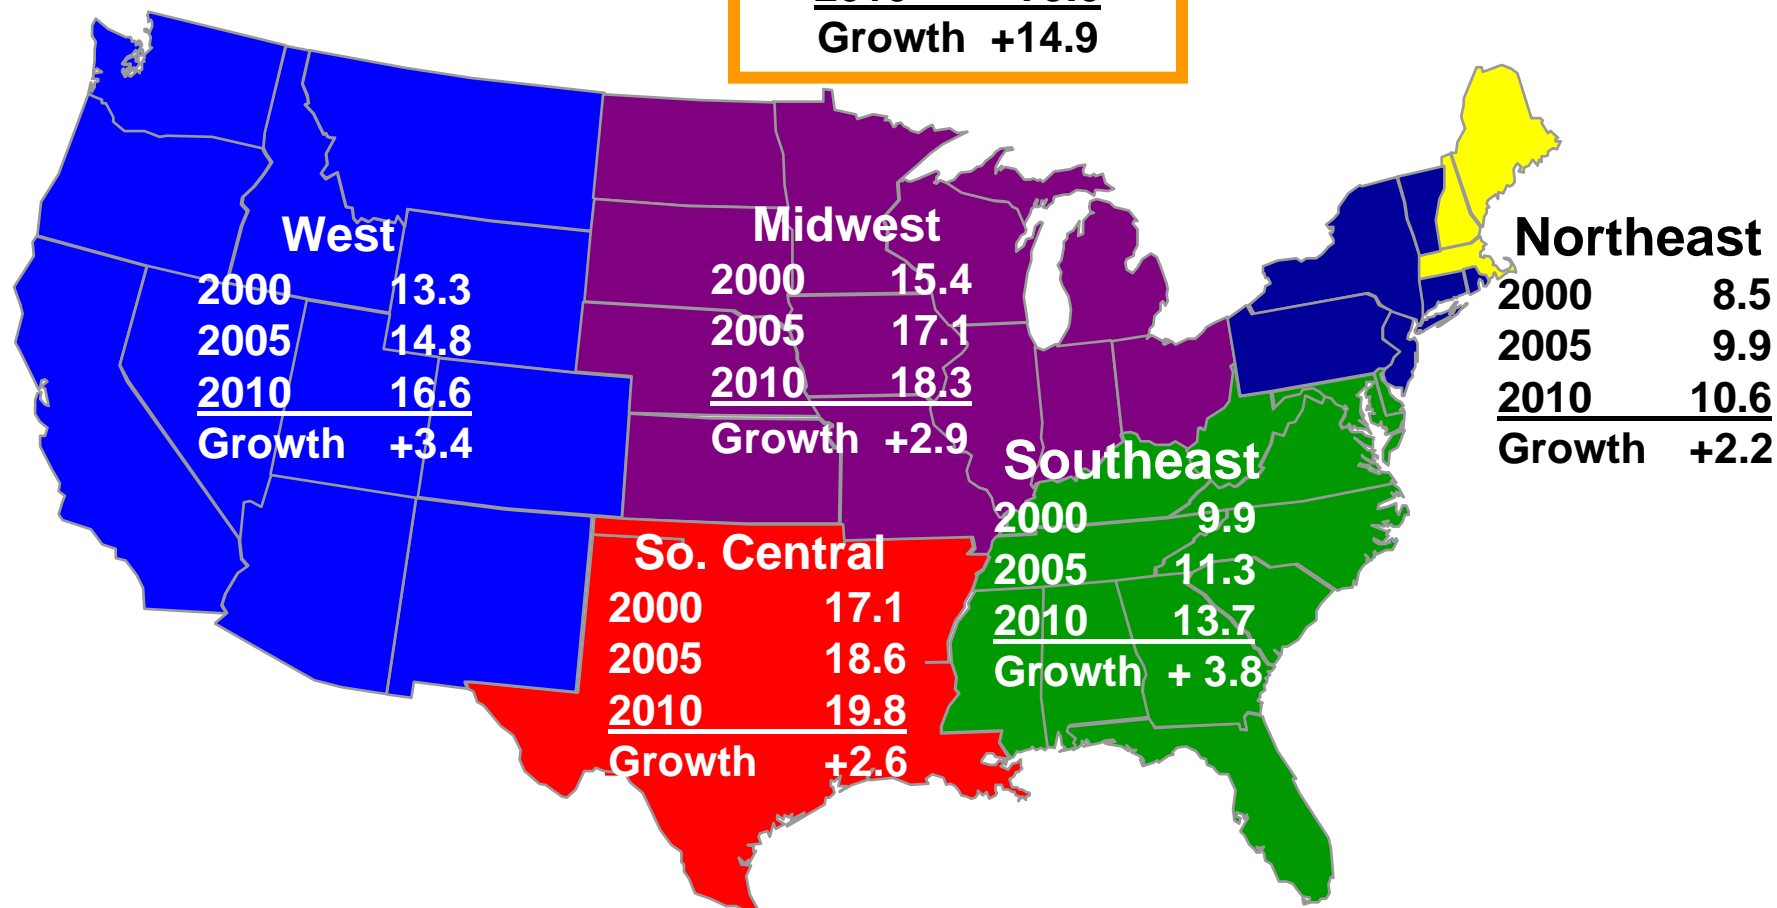 Growth +14.9
West
2000 13.3
2005 14.8
2010 16.6
Growth +3.4
Midwest
2000 15.4
2005 17.1
2010 18.3
Growth +2.9
Northeast
2000 8.5
2005 9.9
2010 10.6
Growth +2.2
Southeast
2000 9.9
2005 11.3
2010 13.7
Growth + 3.8
So. Central
2000 17.1
2005 18.6
2010 19.8
Growth +2.6